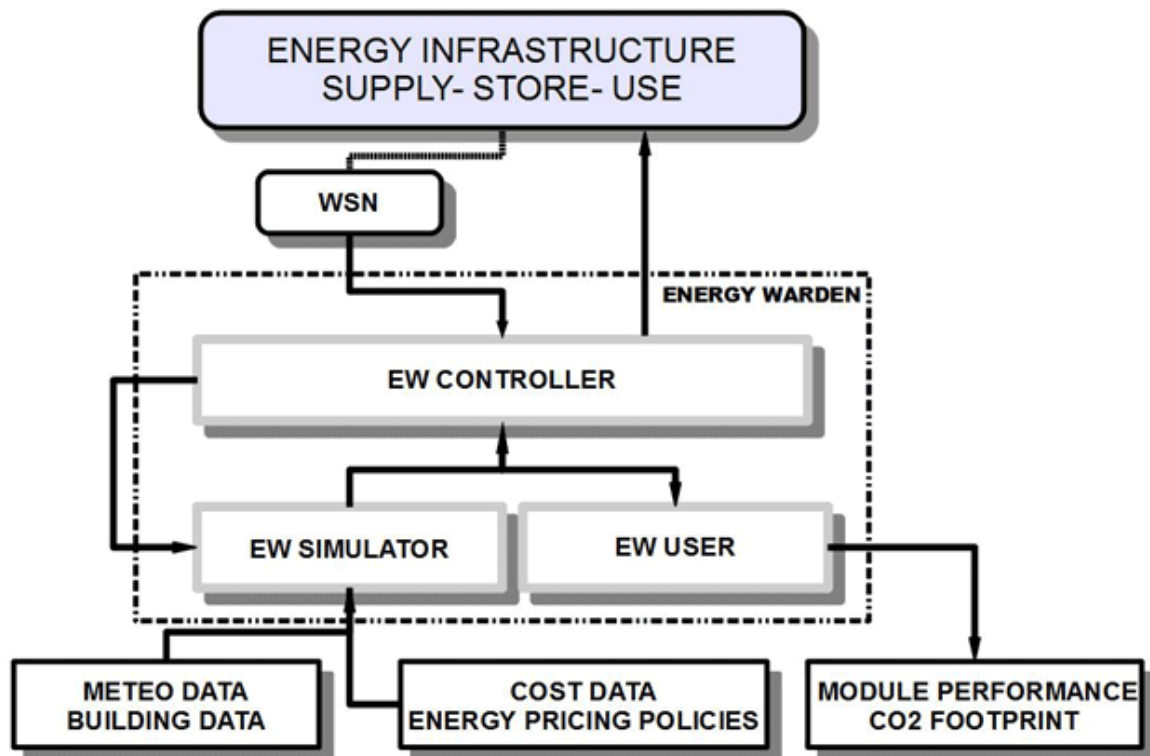 ENERGY INFRASTRUCTURE
SUPPLY- STORE- USE
WSN
ENERGY WARDEN
EW CONTROLLER
EW SIMULATOR
EW USER
METEO DATA
BUILDING DATA
COST DATA
ENERGY PRICING POLICIES
MODULE PERFORMANCE
CO2 FOOTPRINT